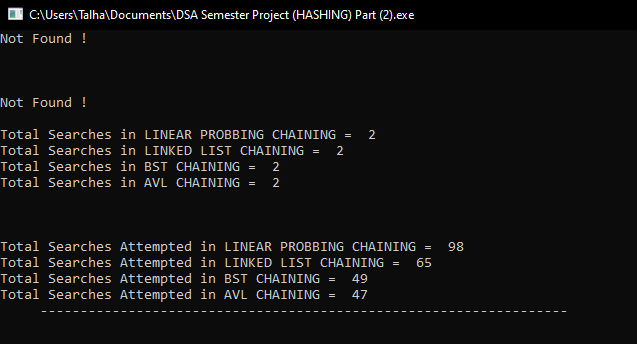 C:\Users\Talha\Documents\DSA Semester Project (HASHING) Part (2).exe
Not Found !
Not Found !
Total Searches in LINEAR PROBBING CHAINING =  2
Total Searches in LINKED LIST CHAINING =  2
Total Searches in BST CHAINING =  2
Total Searches in AVL CHAINING =  2
Total Searches Attempted in LINEAR PROBBING CHAINING =  98
Total Searches Attempted in LINKED LIST CHAINING =  65
Total Searches Attempted in BST CHAINING =  49
Total Searches Attempted in AVL CHAINING =  47
------------------------------------------------------------------